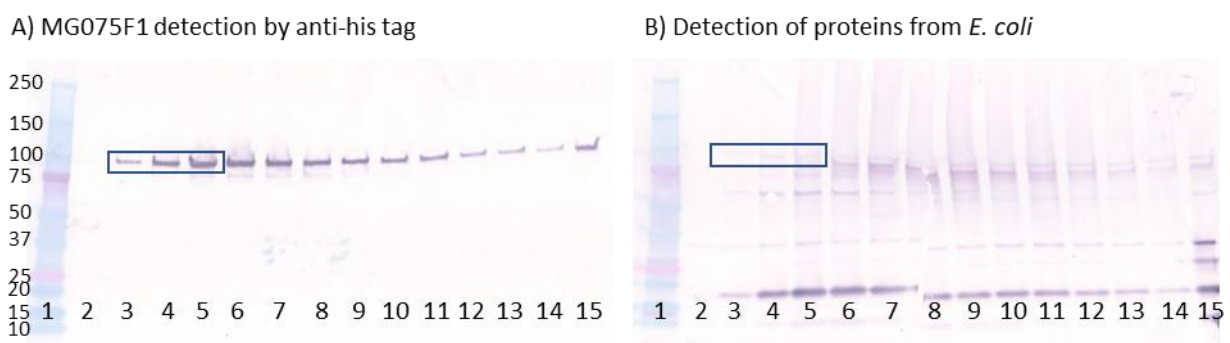 A) MG075F1 detection by anti-his tag
B) Detection of proteins from E. coli
250
150
100
75
50
37
25
20
15
10
1 2 3 4 5 6 7 8 9 10 11 12 13 14 15
1 2 3 4 5 6 7 8 9 10 11 12 13 14 15